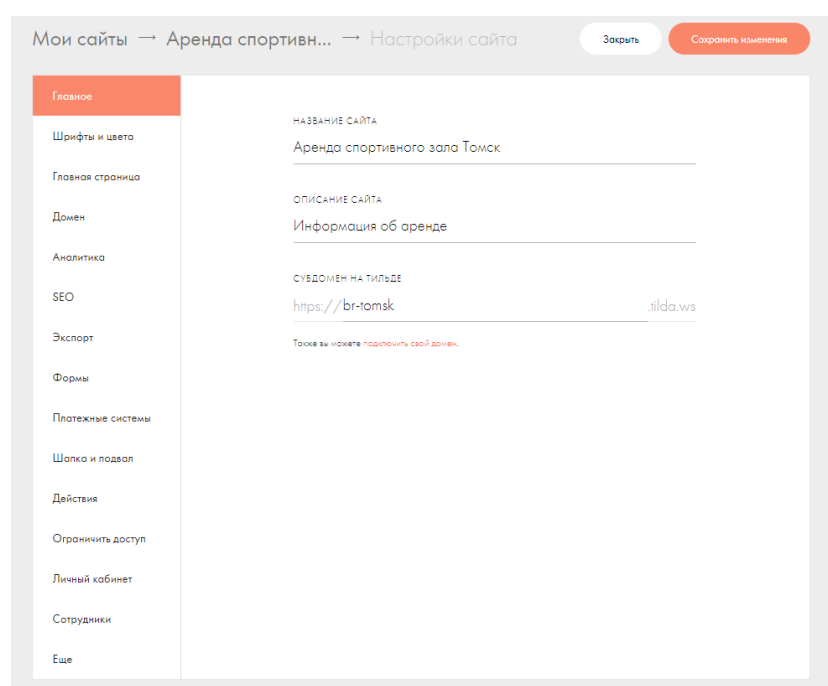 Мои сайты → Аренда спортивн... → Настройки сайта
Закрыть
Сохранить изменения
Главное
Шрифты и цвета
Главная страница
Домен
Аналитика
SEO
Экспорт
Формы
Платежные системы
Шапка и подвал
Действия
Ограничить доступ
Личный кабинет
Сотрудники
Еще
НАЗВАНИЕ САЙТА
Аренда спортивного зала Томск
ОПИСАНИЕ САЙТА
Информация об аренде
СУБДОМЕН НА ТИЛЬДЕ
https://br-tomsk .tilda.ws
Также вы можете подключить свой домен.